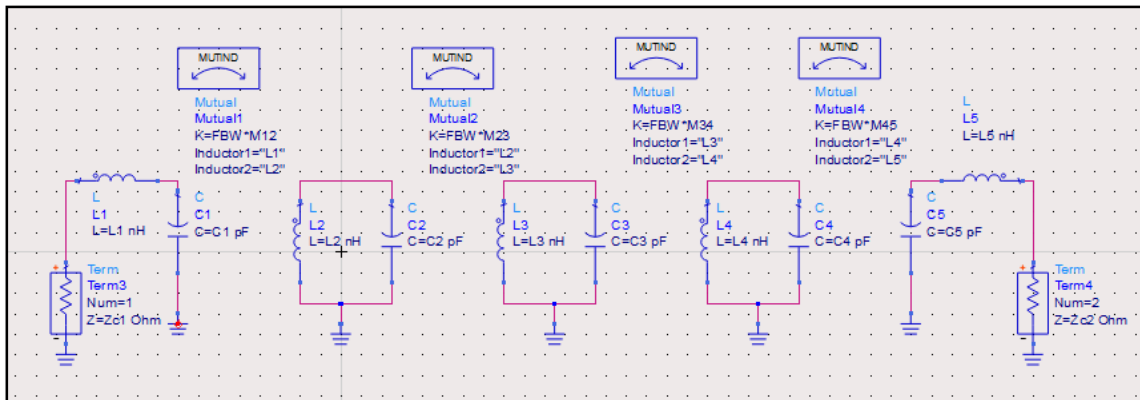 MUTIND
Mutual
Mutual1
K=FBW*M12
Inductor1="L1"
Inductor2="L2"
MUTIND
Mutual
Mutual2
K=FBW*M23
Inductor1="L2"
Inductor2="L3"
MUTIND
Mutual
Mutual3
K=FBW*M34
Inductor1="L3"
Inductor2="L4"
MUTIND
Mutual
Mutual4
K=FBW*M45
Inductor1="L4"
Inductor2="L5"
L
L5
L=L5 nH
L
L1
L=L1 nH
C
C1
C=C1 pF
L
L2
L=L2 nH
C
C2
C=C2 pF
L
L3
L=L3 nH
C
C3
C=C3 pF
L
L4
L=L4 nH
C
C4
C=C4 pF
C
C5
C=C5 pF
+
Term
Term3
Num=1
Z=Zc1 Ohm
-
+
Term
Term4
Num=2
Z=Zc2 Ohm
-